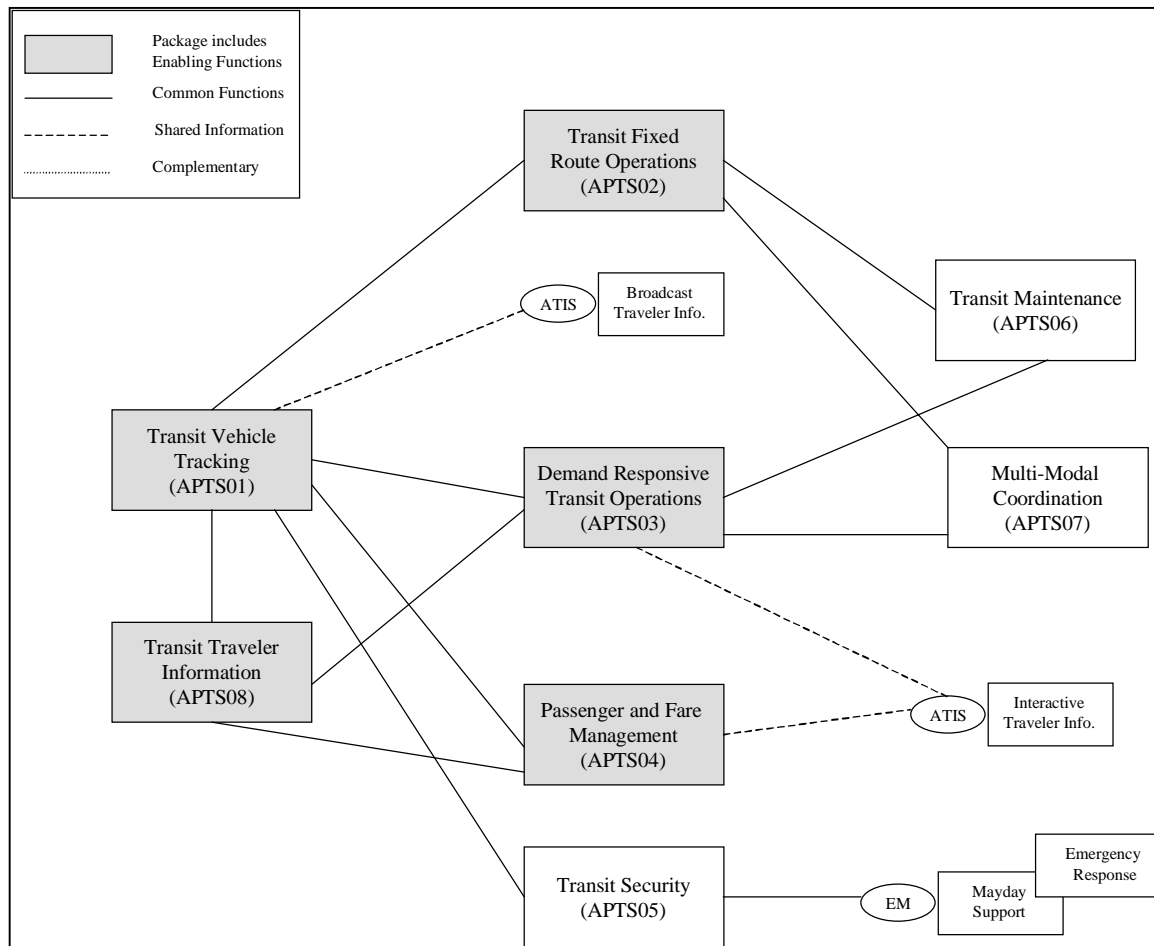 Package includes
Enabling Functions
Common Functions
Shared Information
Complementary
Transit Fixed
Route Operations
(APTS02)
ATIS
Broadcast
Traveler Info.
Transit Maintenance
(APTS06)
Transit Vehicle
Tracking
(APTS01)
Demand Responsive
Transit Operations
(APTS03)
Multi-Modal
Coordination
(APTS07)
Transit Traveler
Information
(APTS08)
Passenger and Fare
Management
(APTS04)
ATIS
Interactive
Traveler Info.
Transit Security
(APTS05)
EM
Mayday
Support
Emergency
Response